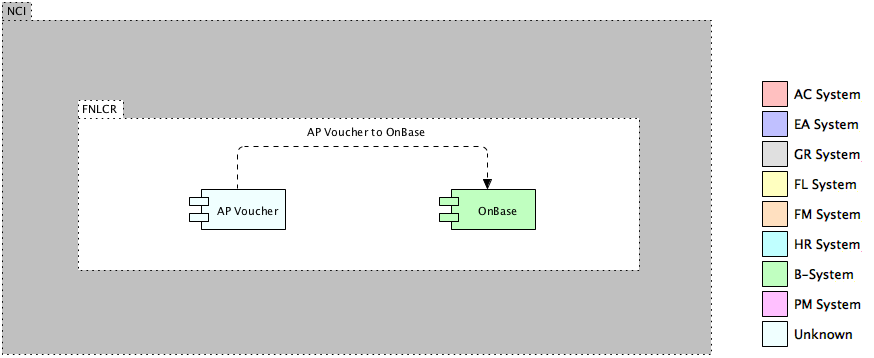 NCI
FNLCR
AP Voucher to OnBase
AP Voucher
OnBase
AC System
EA System
GR System
FL System
FM System
HR System
B-System
PM System
Unknown